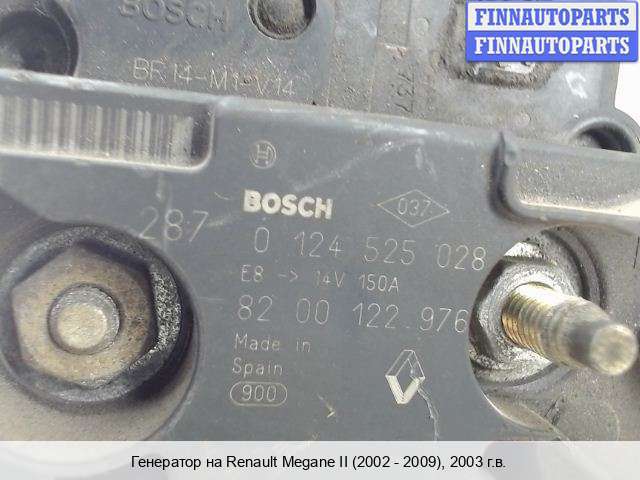 BOSCH
FINNAUTOPARTS
FINNAUTOPARTS
BR14-M1-V14
BOSCH
037
287
0 124 525 028
E8 -> 14V 150A
82 00 122.976
Made in
Spain
900
Генератор на Renault Megane II (2002 - 2009), 2003 г.в.